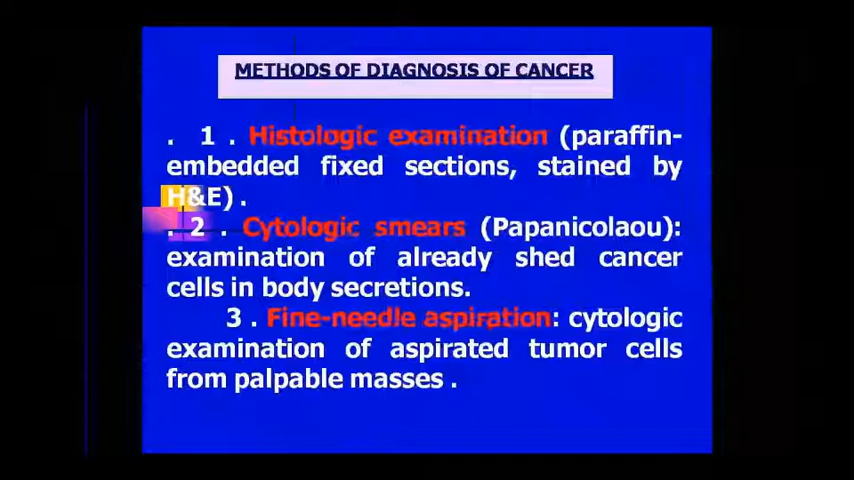 METHODS OF DIAGNOSIS OF CANCER
. 1 . Histologic examination (paraffin-
embedded fixed sections, stained by
H&E) .
. 2 . Cytologic smears (Papanicolaou):
examination of already shed cancer
cells in body secretions.
3 . Fine-needle aspiration: cytologic
examination of aspirated tumor cells
from palpable masses .